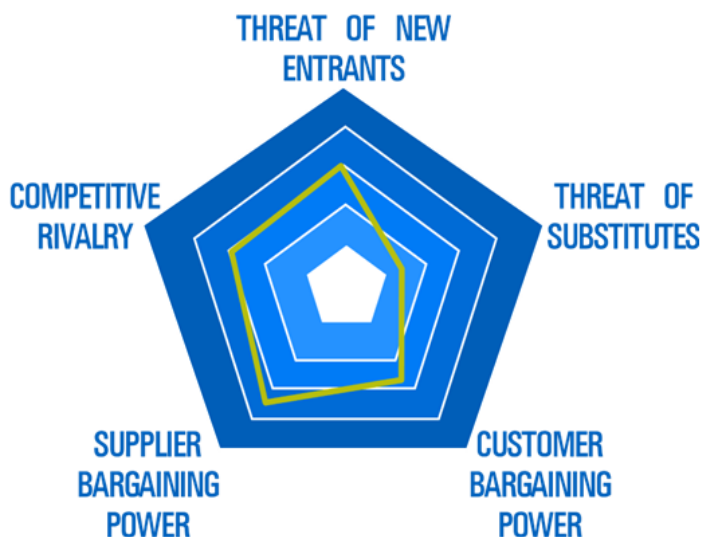 THREAT OF NEW
ENTRANTS
COMPETITIVE
RIVALRY
THREAT OF
SUBSTITUTES
SUPPLIER
BARGAINING
POWER
CUSTOMER
BARGAINING
POWER